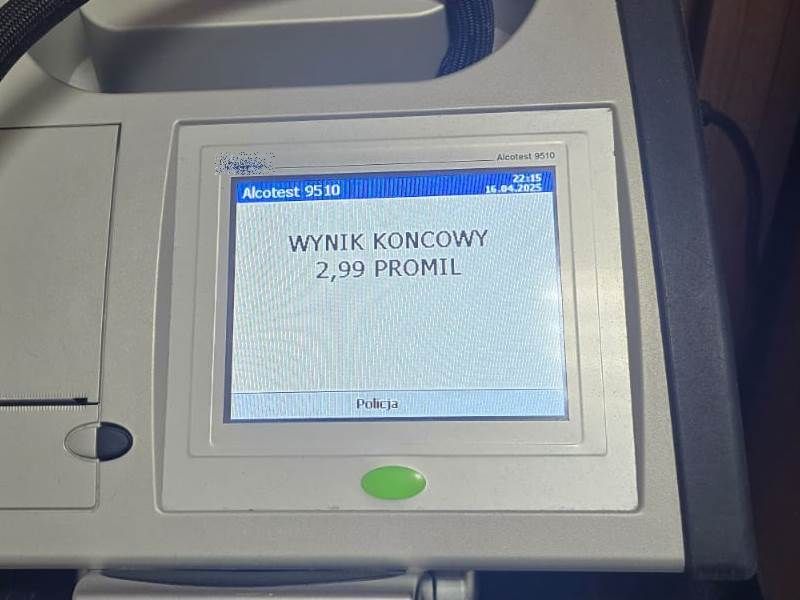 Alcotest 9510
Alcotest 9510
22:15
16.04.2025
WYNIK KONCOWY
2,99 PROMIL
Policja